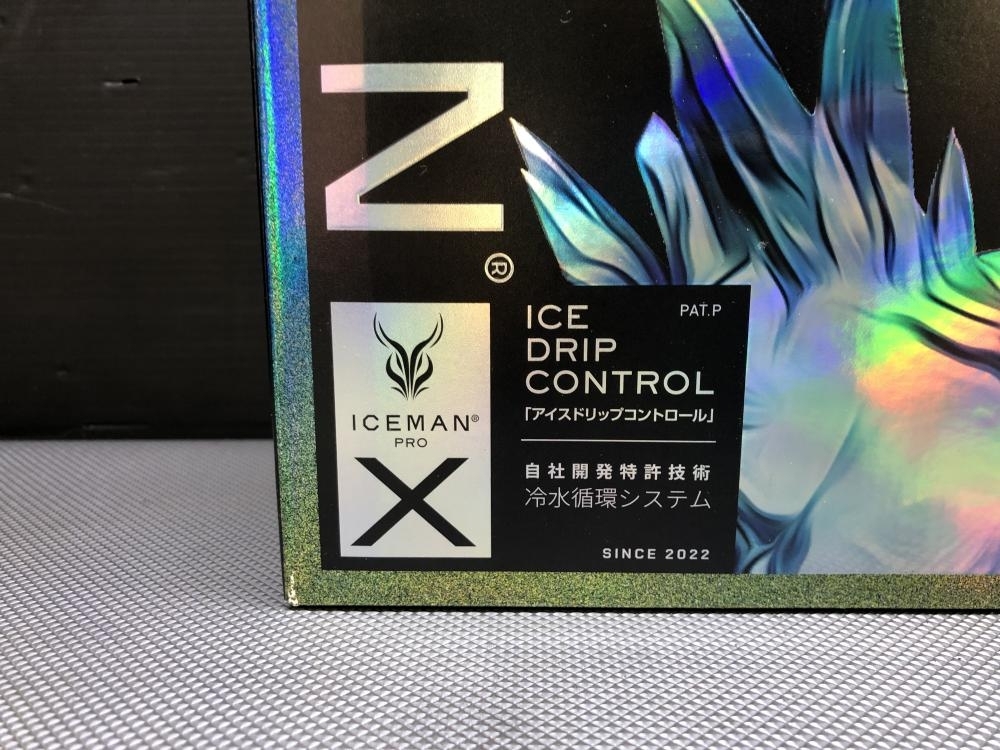 N®
ICEMAN®
PRO
X
ICE
DRIP
CONTROL
PAT.P
「アイスドリップコントロール」
自社開発特許技術
冷水循環システム
SINCE 2022